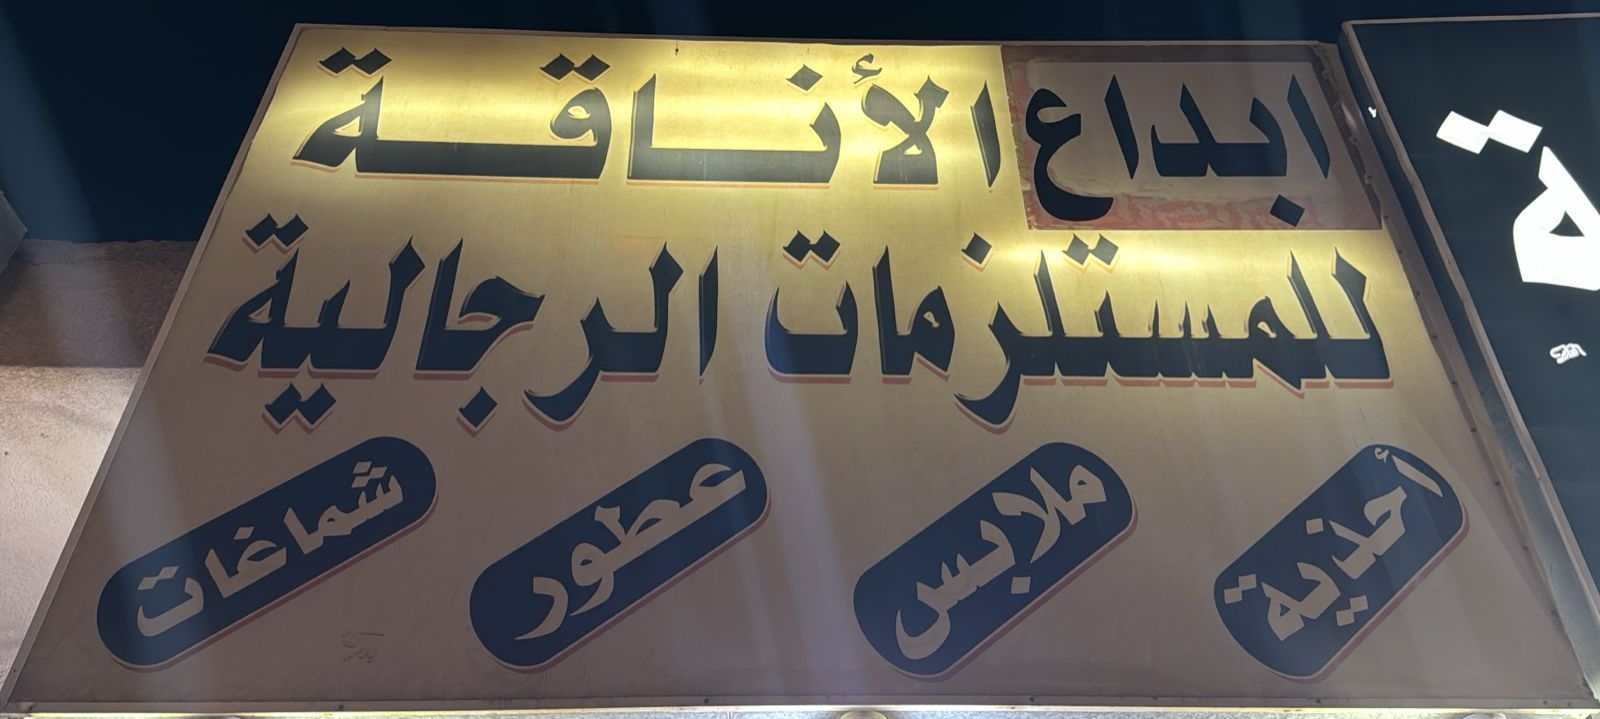 ابداع الأناقة
للمستلزمات الرجالية
أحذية
ملابس
عطور
شماغات